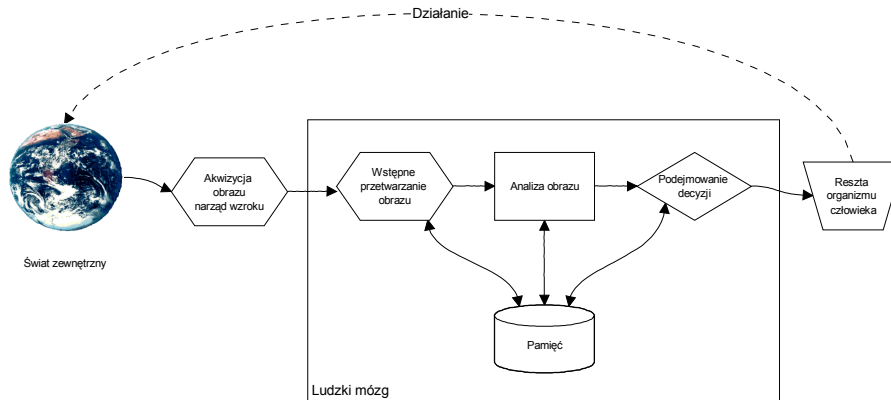 Działanie
Akwizycja
obrazu
narząd wzroku
Wstępne
przetwarzanie
obrazu
Analiza obrazu
Podejmowanie
decyzji
Reszta
organizmu
człowieka
Świat zewnętrzny
Pamięć
Ludzki mózg